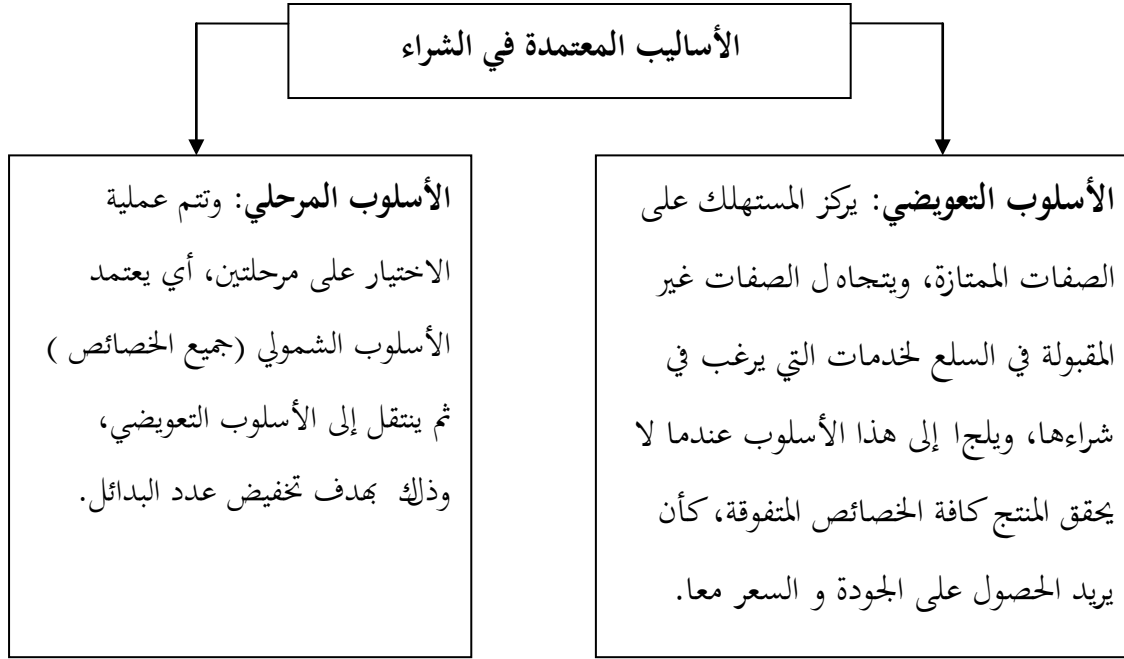 الأساليب المعتمدة في الشراء
الأسلوب التعويضي: يركز المستهلك على
الصفات الممتازة، ويتجاه ل الصفات غير
المقبولة في السلع لخدمات التي يرغب في
شراءها، ويلجا إلى هذا الأسلوب عندما لا
يحقق المنتج كافة الخصائص المتفوقة، كأن
يريد الحصول على الجودة و السعر معا.
الأسلوب المرحلي: وتتم عملية
الاختيار على مرحلتين، أي يعتمد
الأسلوب الشمولي (جميع الخصائص )
ثم ينتقل إلى الأسلوب التعويضي،
وذلك بهدف تخفيض عدد البدائل.